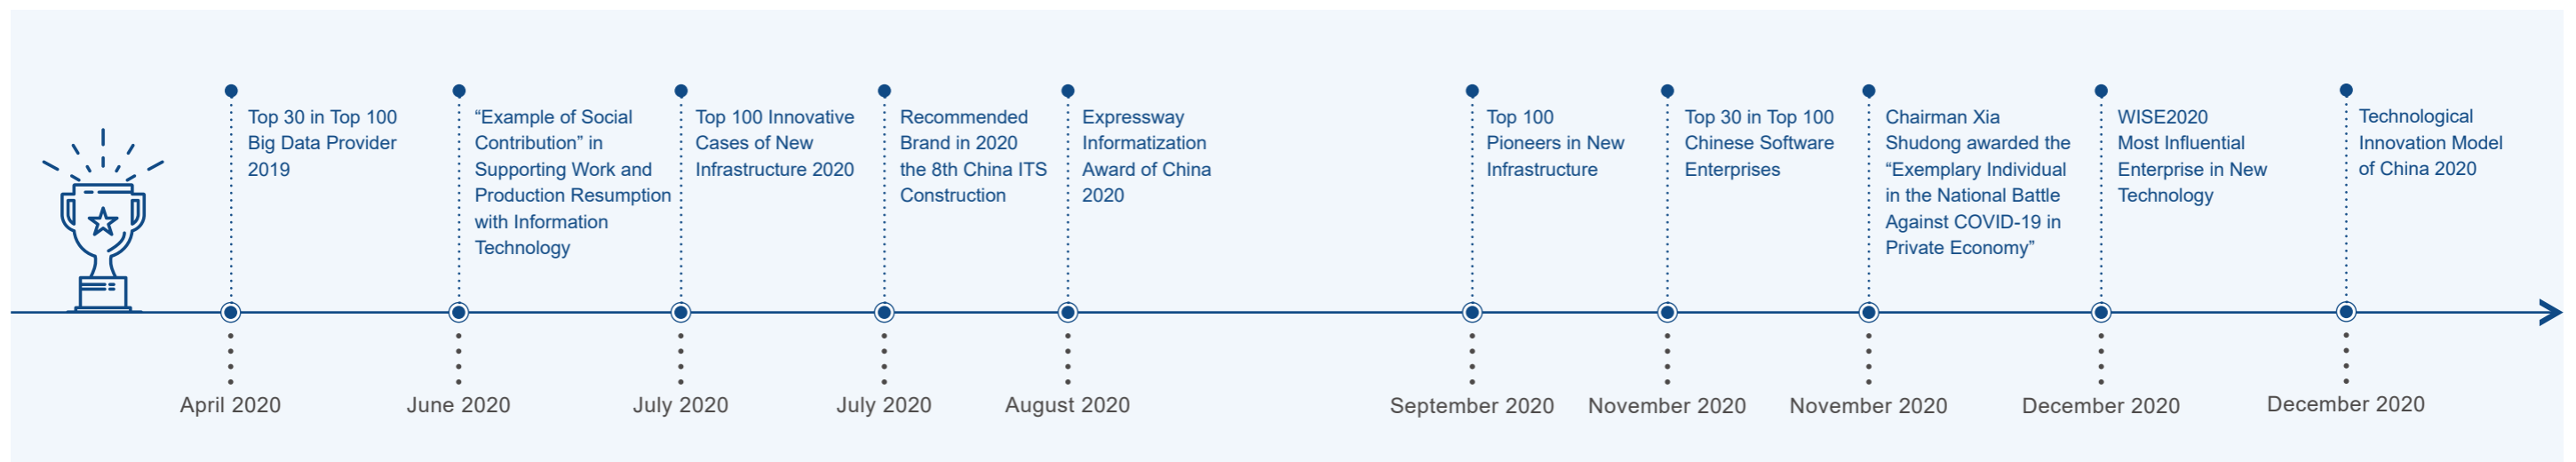 Top 30 in Top 100
Big Data Provider
2019
“Example of Social
Contribution” in
Supporting Work and
Production Resumption
with Information
Technology
Top 100 Innovative
Cases of New
Infrastructure 2020
Recommended
Brand in 2020
the 8th China ITS
Construction
Expressway
Informatization
Award of China
2020
Top 100
Pioneers in New
Infrastructure
Top 30 in Top 100
Chinese Software
Enterprises
Chairman Xia
Shudong awarded the
“Exemplary Individual
in the National Battle
Against COVID-19 in
Private Economy”
WISE2020
Most Influential
Enterprise in New
Technology
Technological
Innovation Model
of China 2020
April 2020
June 2020
July 2020
July 2020
August 2020
September 2020
November 2020
November 2020
December 2020
December 2020